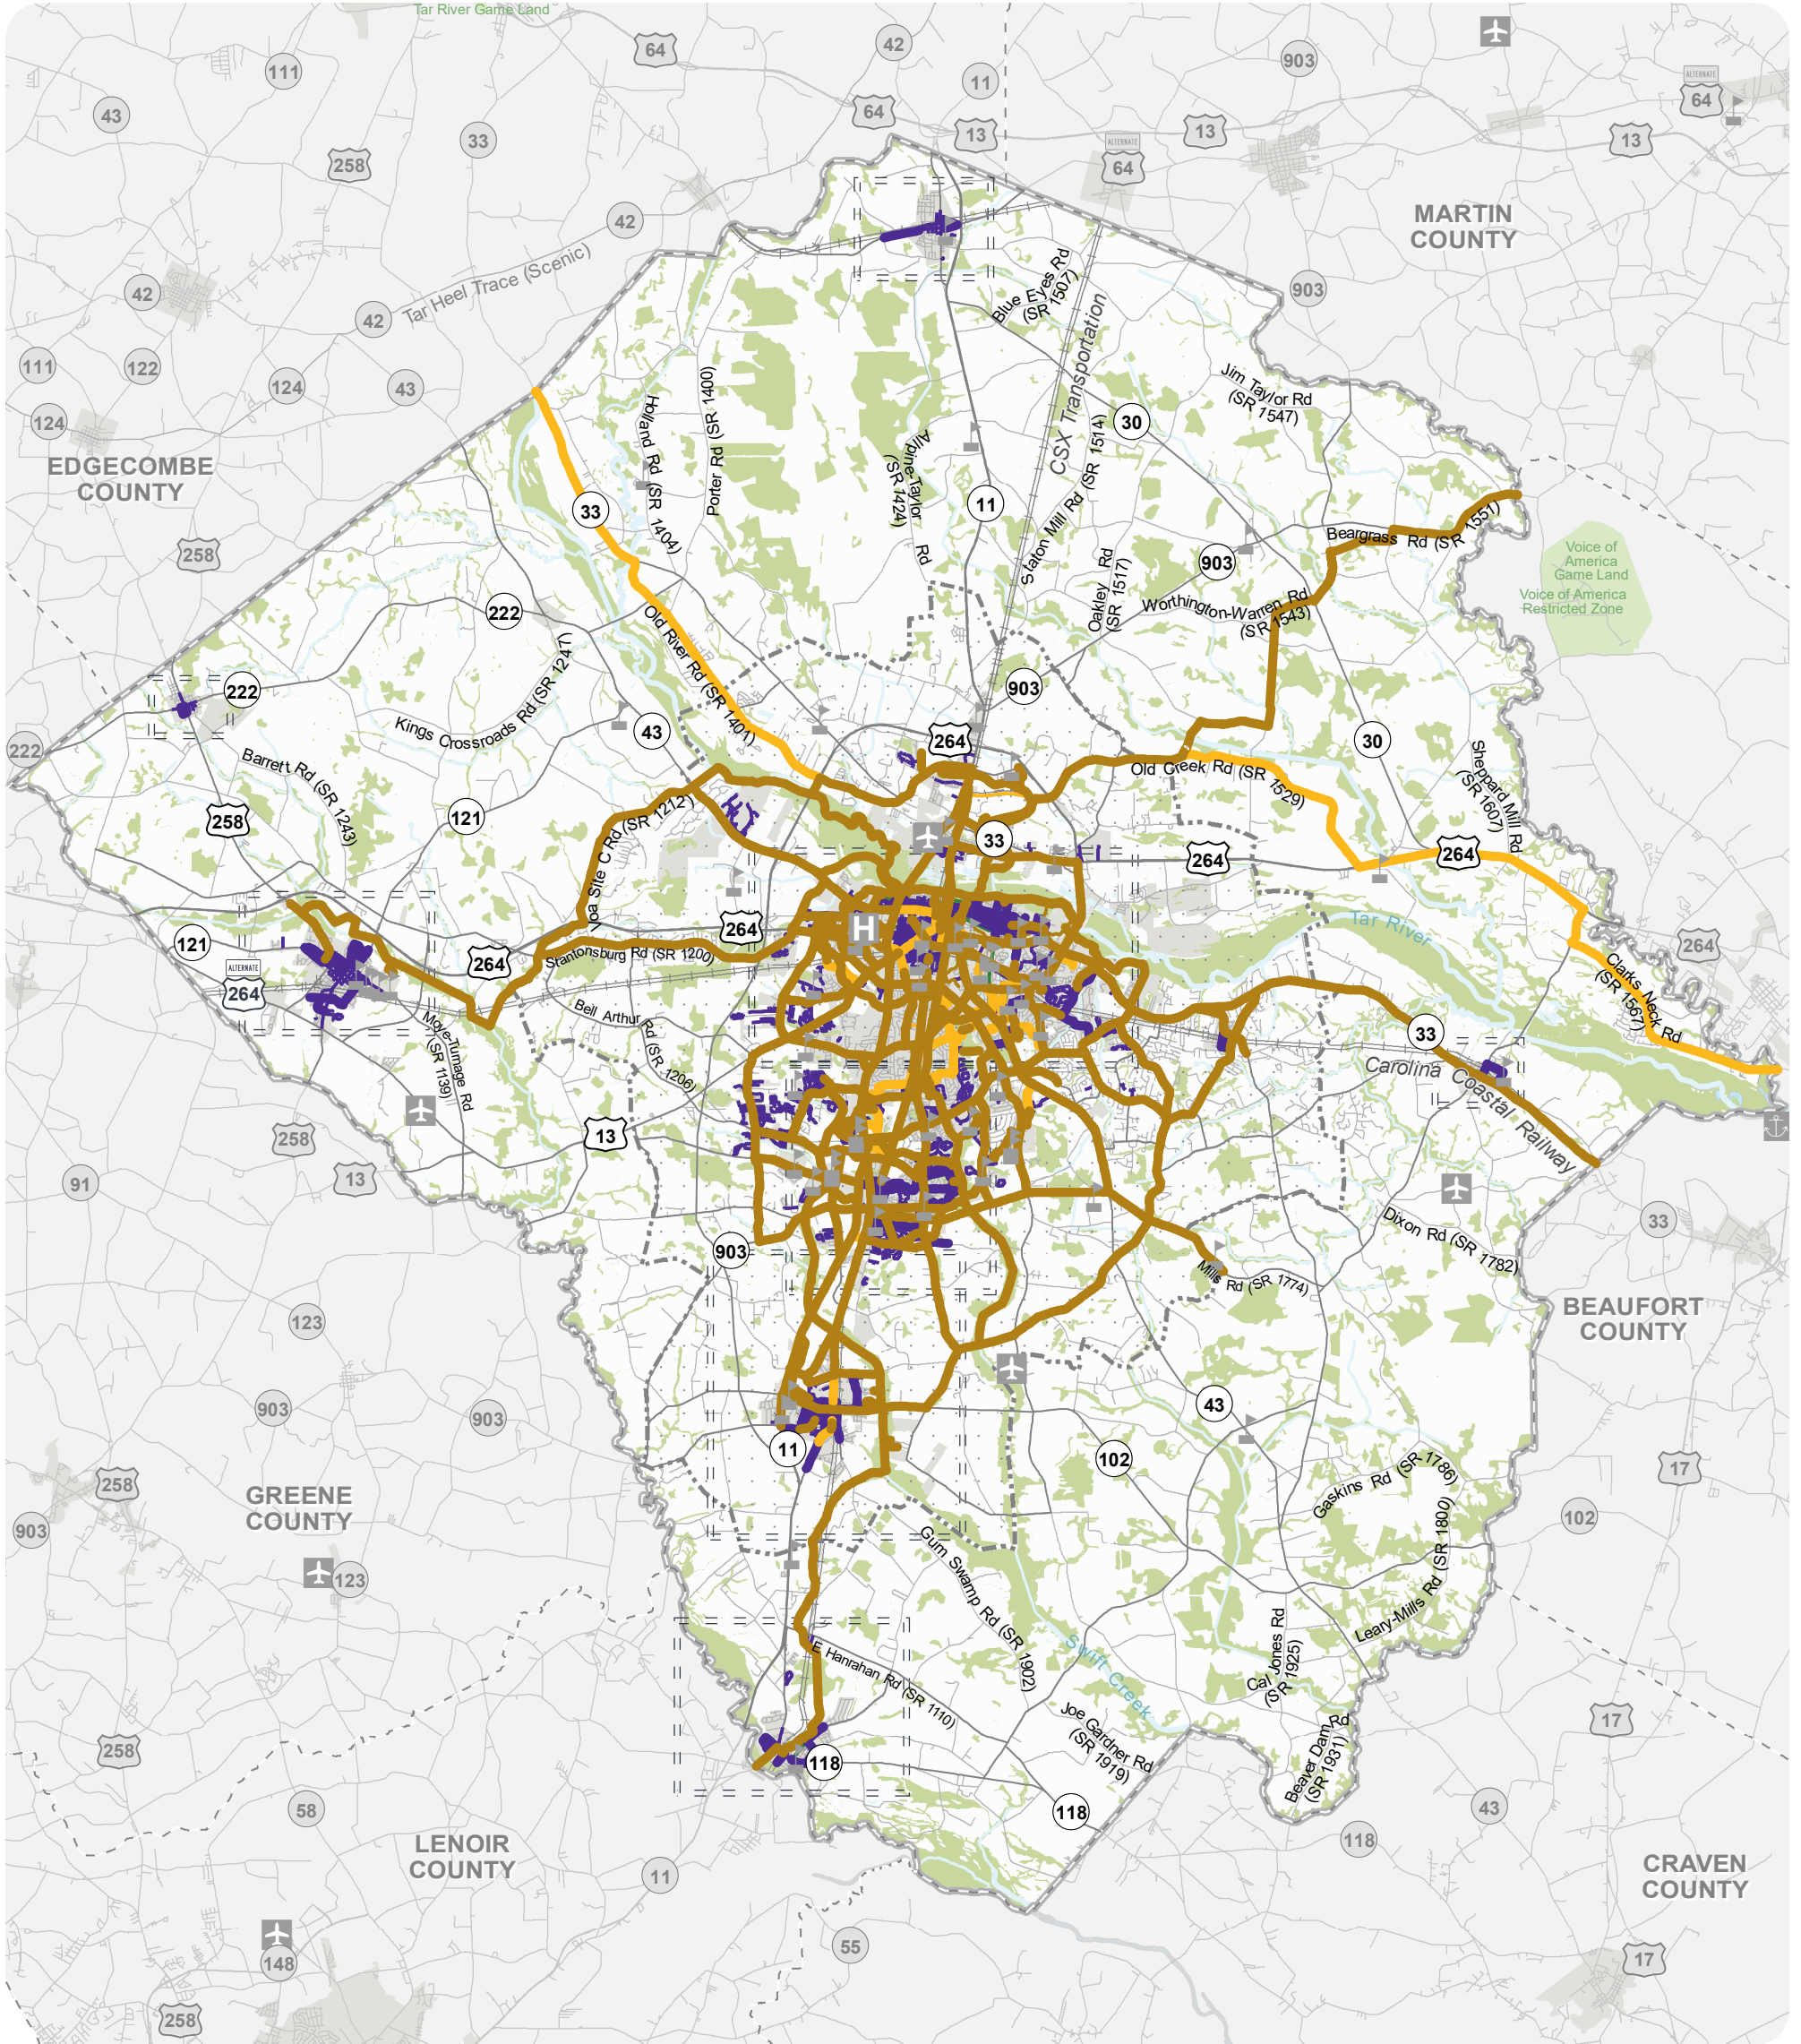 Tar River Game Land
64
42
11
903
ALTERNATE
64
111
43
33
258
64
13
ALTERNATE
64
13
13
42
MARTIN
COUNTY
42
Tar Heel Trace (Scenic)
42
903
Blue Eyes Rd
(SR 1507)
CSX Transportation
111
122
124
43
124
EDGECOMBE
COUNTY
Holland Rd (SR 1404)
Porter Rd (SR 1400)
Allpine-Taylor Rd
(SR 1424)
30
Jim Taylor Rd
(SR 1547)
33
11
Staton Mill Rd (SR 1514)
Beargrass Rd (SR 1551)
903
Oakley Rd
(SR 1517)
Worthington-Warren Rd
(SR 1543)
Voice of
America
Game Land
Voice of America
Restricted Zone
258
222
Old River Rd (SR 1401)
222
Kings Crossroads Rd (SR 1247)
903
43
264
30
222
Barrett Rd (SR 1243)
Old Creek Rd (SR 1529)
Sheppard Mill Rd
(SR 1607)
258
121
Voa Site C Rd (SR 1212)
33
264
264
121
264
H
Tar River
264
ALTERNATE
264
264
Stantonsburg Rd (SR 1200)
Clarks Neck Rd
(SR 1567)
Moye-Turnage Rd
(SR 1139)
Bell Arthur Rd (SR 1206)
33
Carolina Coastal Railway
13
258
13
91
33
Dixon Rd (SR 1782)
903
Mills Rd (SR 1774)
BEAUFORT
COUNTY
123
903
903
43
11
102
17
258
GREENE
COUNTY
Gaskins Rd (SR 1786)
903
102
123
Gum Swamp Rd (SR 1902)
Leary-Mills Rd (SR 1800)
E Hanrahan Rd (SR 1110)
Swift Creek
Cal Jones Rd
(SR 1925)
Joe Gardner Rd
(SR 1919)
Beaver Dam Rd
(SR 1931)
17
258
118
118
58
43
118
LENOIR
COUNTY
11
CRAVEN
COUNTY
55
148
17
258